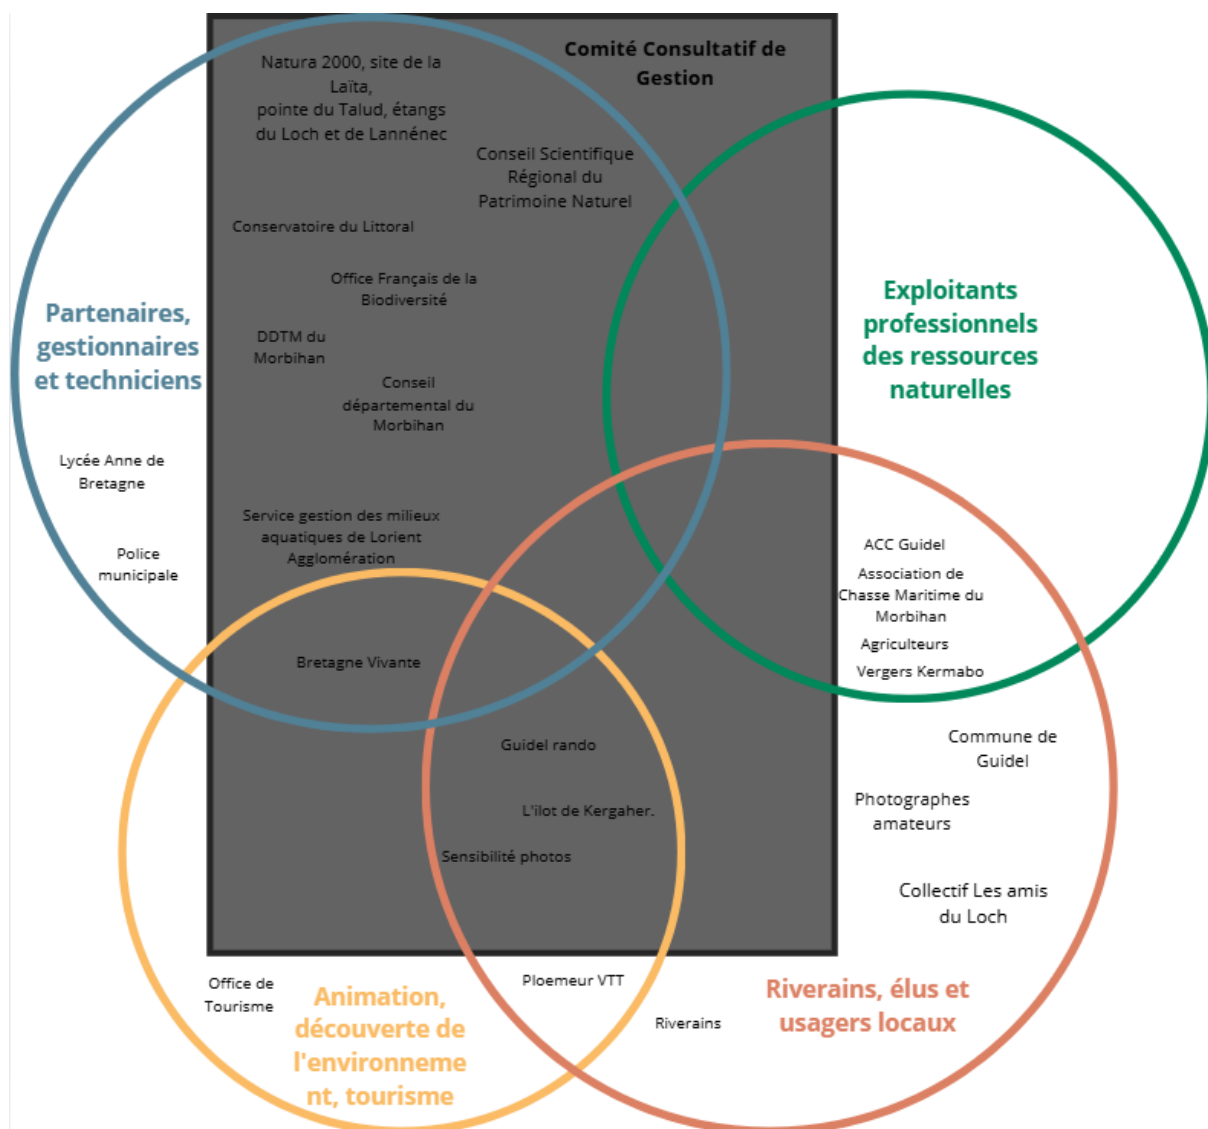 Comité Consultatif de
Gestion
Natura 2000, site de la
Laïta,
pointe du Talud, étangs
du Loch et de Lannénec
Conseil Scientifique
Régional du
Patrimoine Naturel
Conservatoire du Littoral
Office Français de la
Biodiversité
DDTM du
Morbihan
Conseil
départemental du
Morbihan
Partenaires,
gestionnaires
et techniciens
Exploitants
professionnels
des ressources
naturelles
Lycée Anne de
Bretagne
Police
municipale
Service gestion des milieux
aquatiques de Lorient
Agglomération
ACC Guidel
Association de
Chasse Maritime du
Morbihan
Agriculteurs
Vergers Kermabo
Bretagne Vivante
Guidel rando
L'ilot de Kergaher.
Sensibilité photos
Commune de
Guidel
Photographes
amateurs
Collectif Les amis
du Loch
Office de
Tourisme
Ploemeur VTT
Riverains
Animation,
découverte de
l'environneme
nt, tourisme
Riverains, élus et
usagers locaux